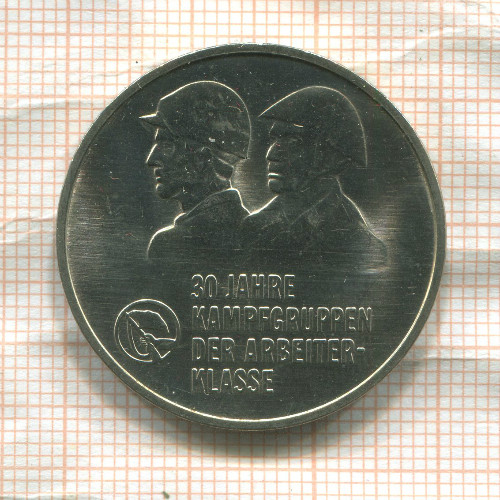 30 JAHRE
KAMPFGRUPPEN
DER ARBEITER-
KLASSE